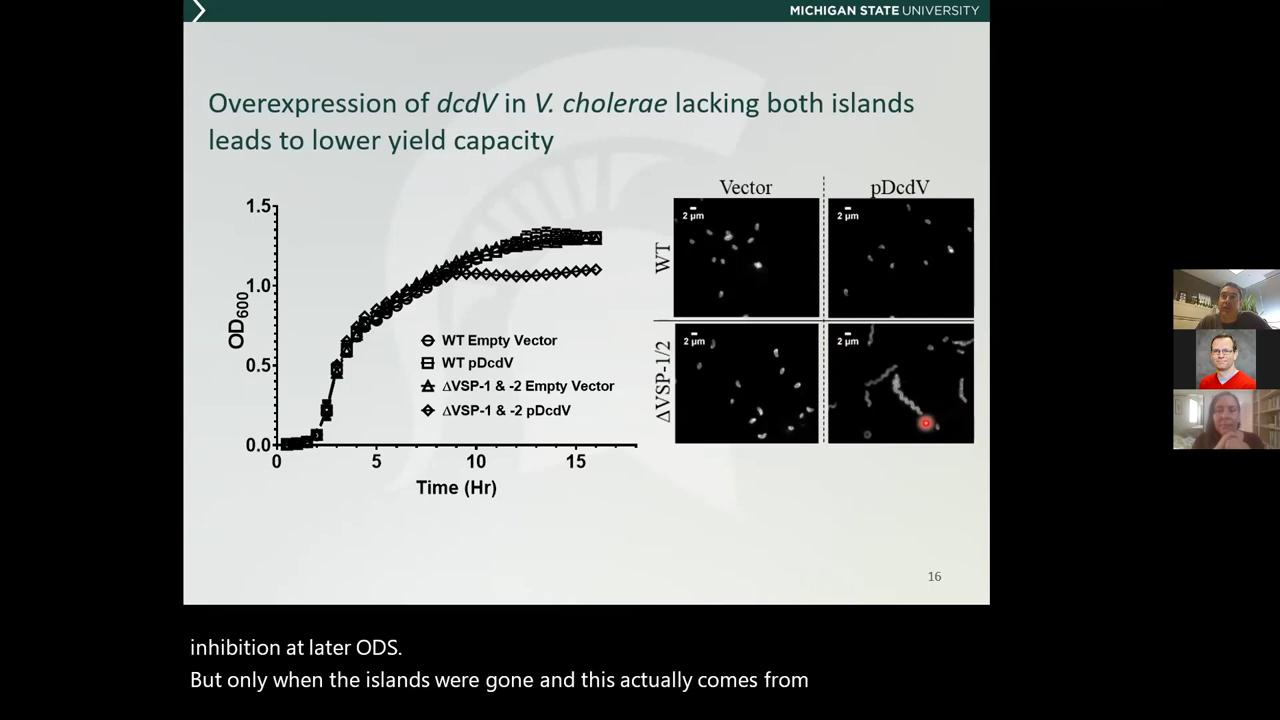 MICHIGAN STATE UNIVERSITY
Overexpression of dcdV in V. cholerae lacking both islands
leads to lower yield capacity
1.5
1.0
0.5
0.0
OD600
0
5
10
15
Time (Hr)
WT Empty Vector
WT pDcdV
ΔVSP-1 & -2 Empty Vector
ΔVSP-1 & -2 pDcdV
Vector
pDcdV
WT
2 μm
2 μm
ΔVSP-1/2
2 μm
2 μm
16
inhibition at later ODS.
But only when the islands were gone and this actually comes from